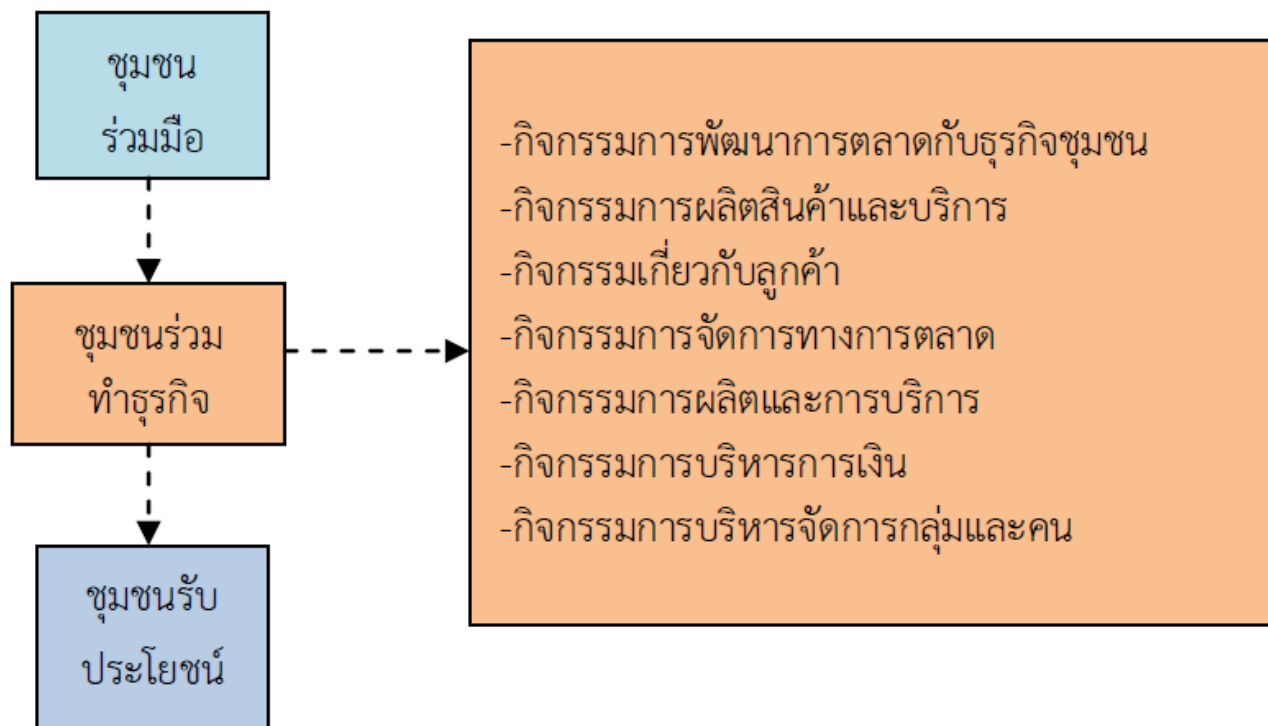 ชุมชน
ร่วมมือ
ชุมชนร่วม
ทำธุรกิจ
ชุมชนรับ
ประโยชน์
-กิจกรรมการพัฒนาการตลาดกับธุรกิจชุมชน
-กิจกรรมการผลิตสินค้าและบริการ
-กิจกรรมเกี่ยวกับลูกค้า
-กิจกรรมการจัดการทางการตลาด
-กิจกรรมการผลิตและการบริการ
-กิจกรรมการบริหารการเงิน
-กิจกรรมการบริหารจัดการกลุ่มและคน